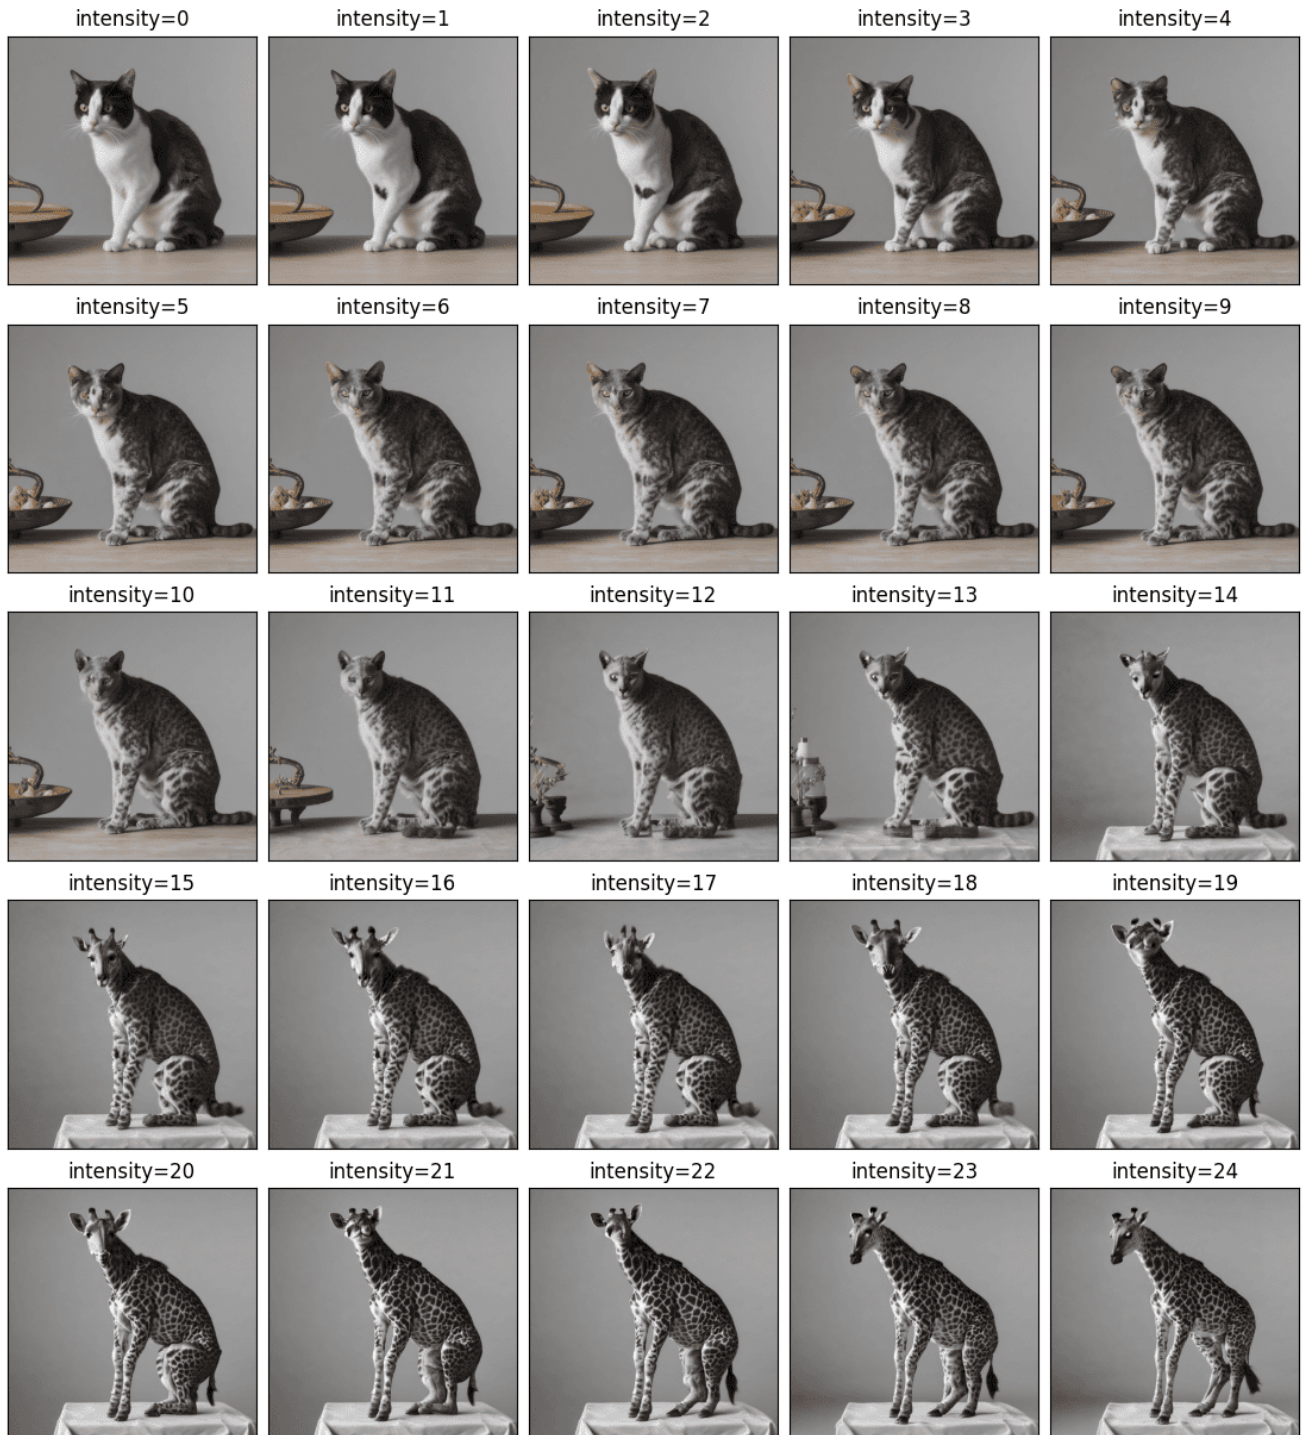 intensity=0 intensity=1 intensity=2 intensity=3 intensity=4
intensity=5 intensity=6 intensity=7 intensity=8 intensity=9
intensity=10 intensity=11 intensity=12 intensity=13 intensity=14
intensity=15 intensity=16 intensity=17 intensity=18 intensity=19
intensity=20 intensity=21 intensity=22 intensity=23 intensity=24